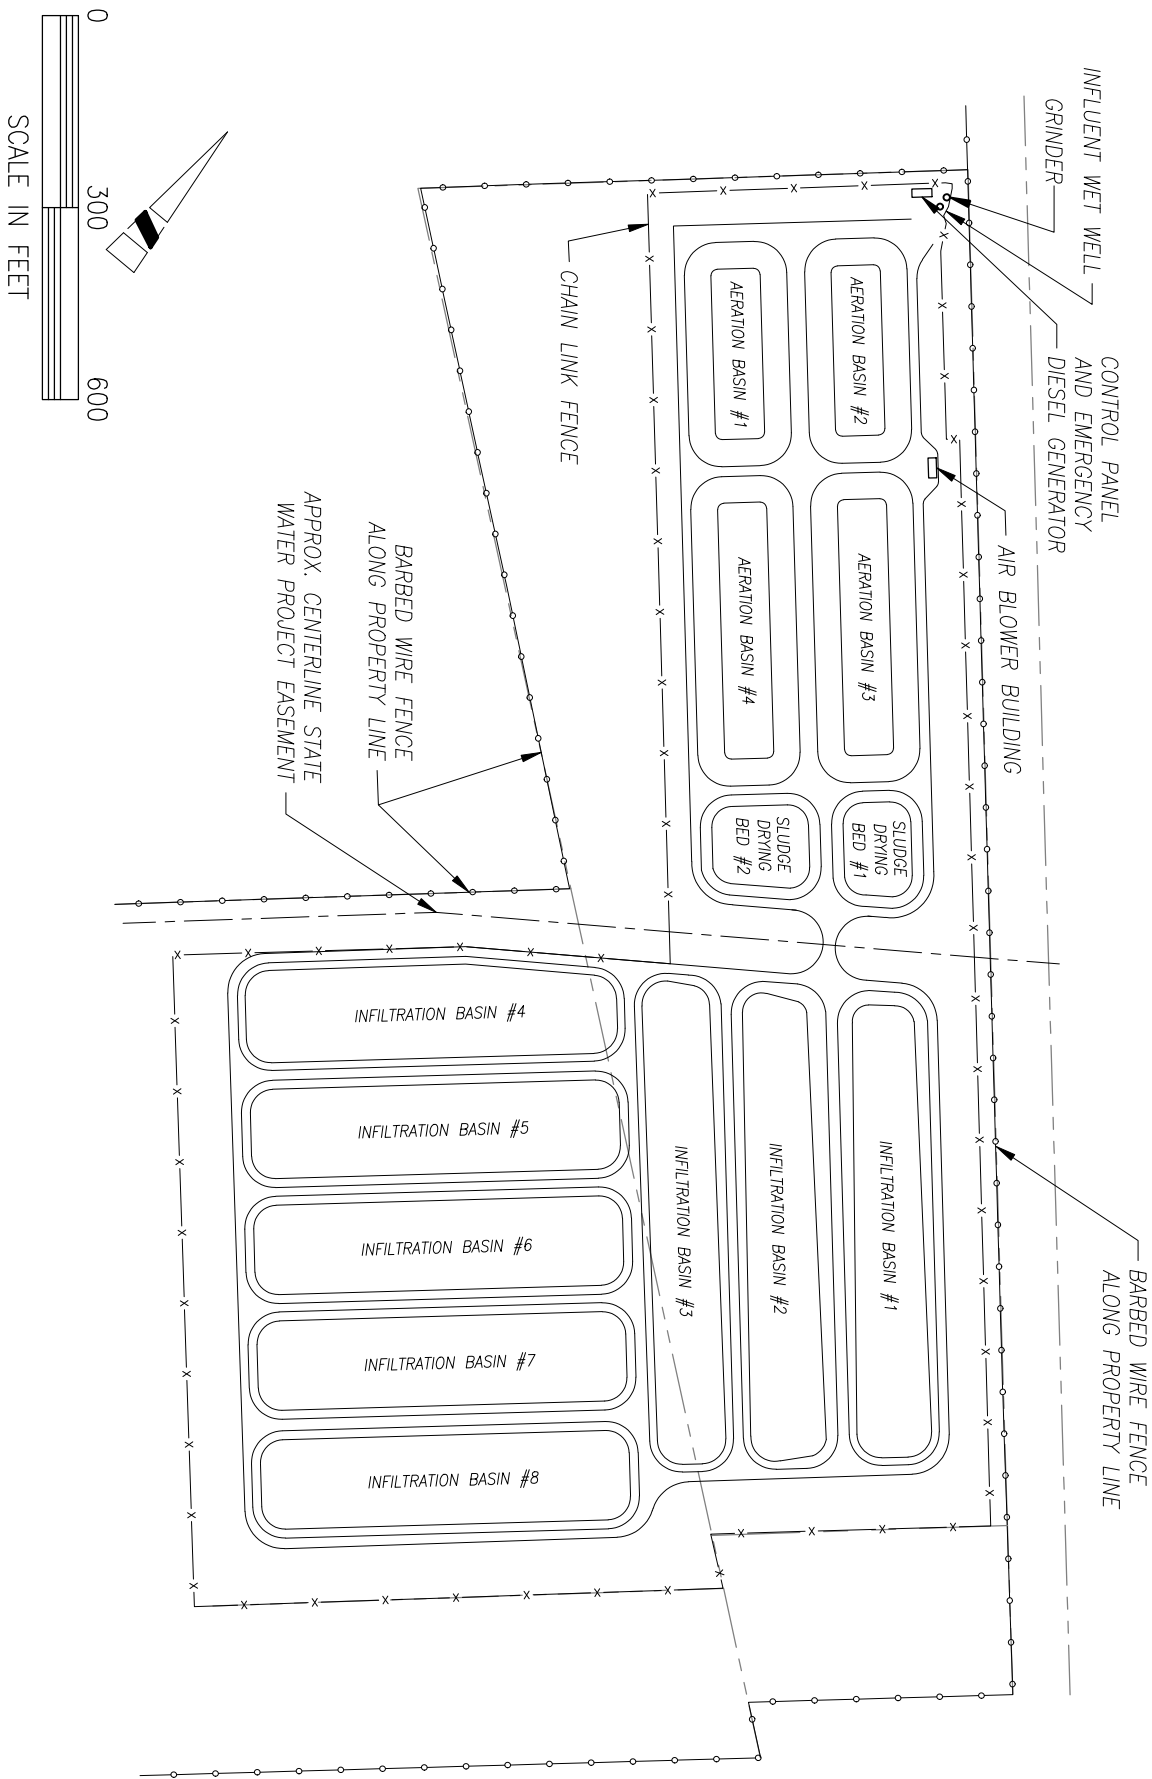 INFLUENT WET WELL
GRINDER
CONTROL PANEL
AND EMERGENCY
DIESEL GENERATOR
AIR BLOWER BUILDING
BARBED WIRE FENCE
ALONG PROPERTY LINE
AERATION BASIN #2
AERATION BASIN #3
SLUDGE
DRYING
BED #1
INFILTRATION BASIN #1
AERATION BASIN #1
AERATION BASIN #4
SLUDGE
DRYING
BED #2
INFILTRATION BASIN #2
INFILTRATION BASIN #3
CHAIN LINK FENCE
BARBED WIRE FENCE
ALONG PROPERTY LINE
APPROX. CENTERLINE STATE
WATER PROJECT EASEMENT
INFILTRATION BASIN #4
INFILTRATION BASIN #5
INFILTRATION BASIN #6
INFILTRATION BASIN #7
INFILTRATION BASIN #8
0 300 600
SCALE IN FEET